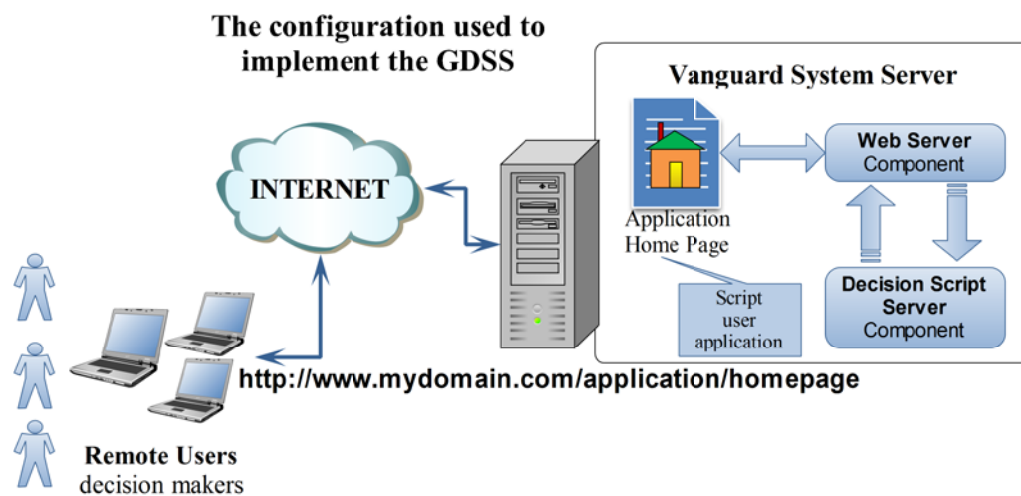 The configuration used to
implement the GDSS
Vanguard System Server
INTERNET
Application
Home Page
Web Server
Component
Script
user
application
Decision Script
Server
Component
http://www.mydomain.com/application/homepage
Remote Users
decision makers